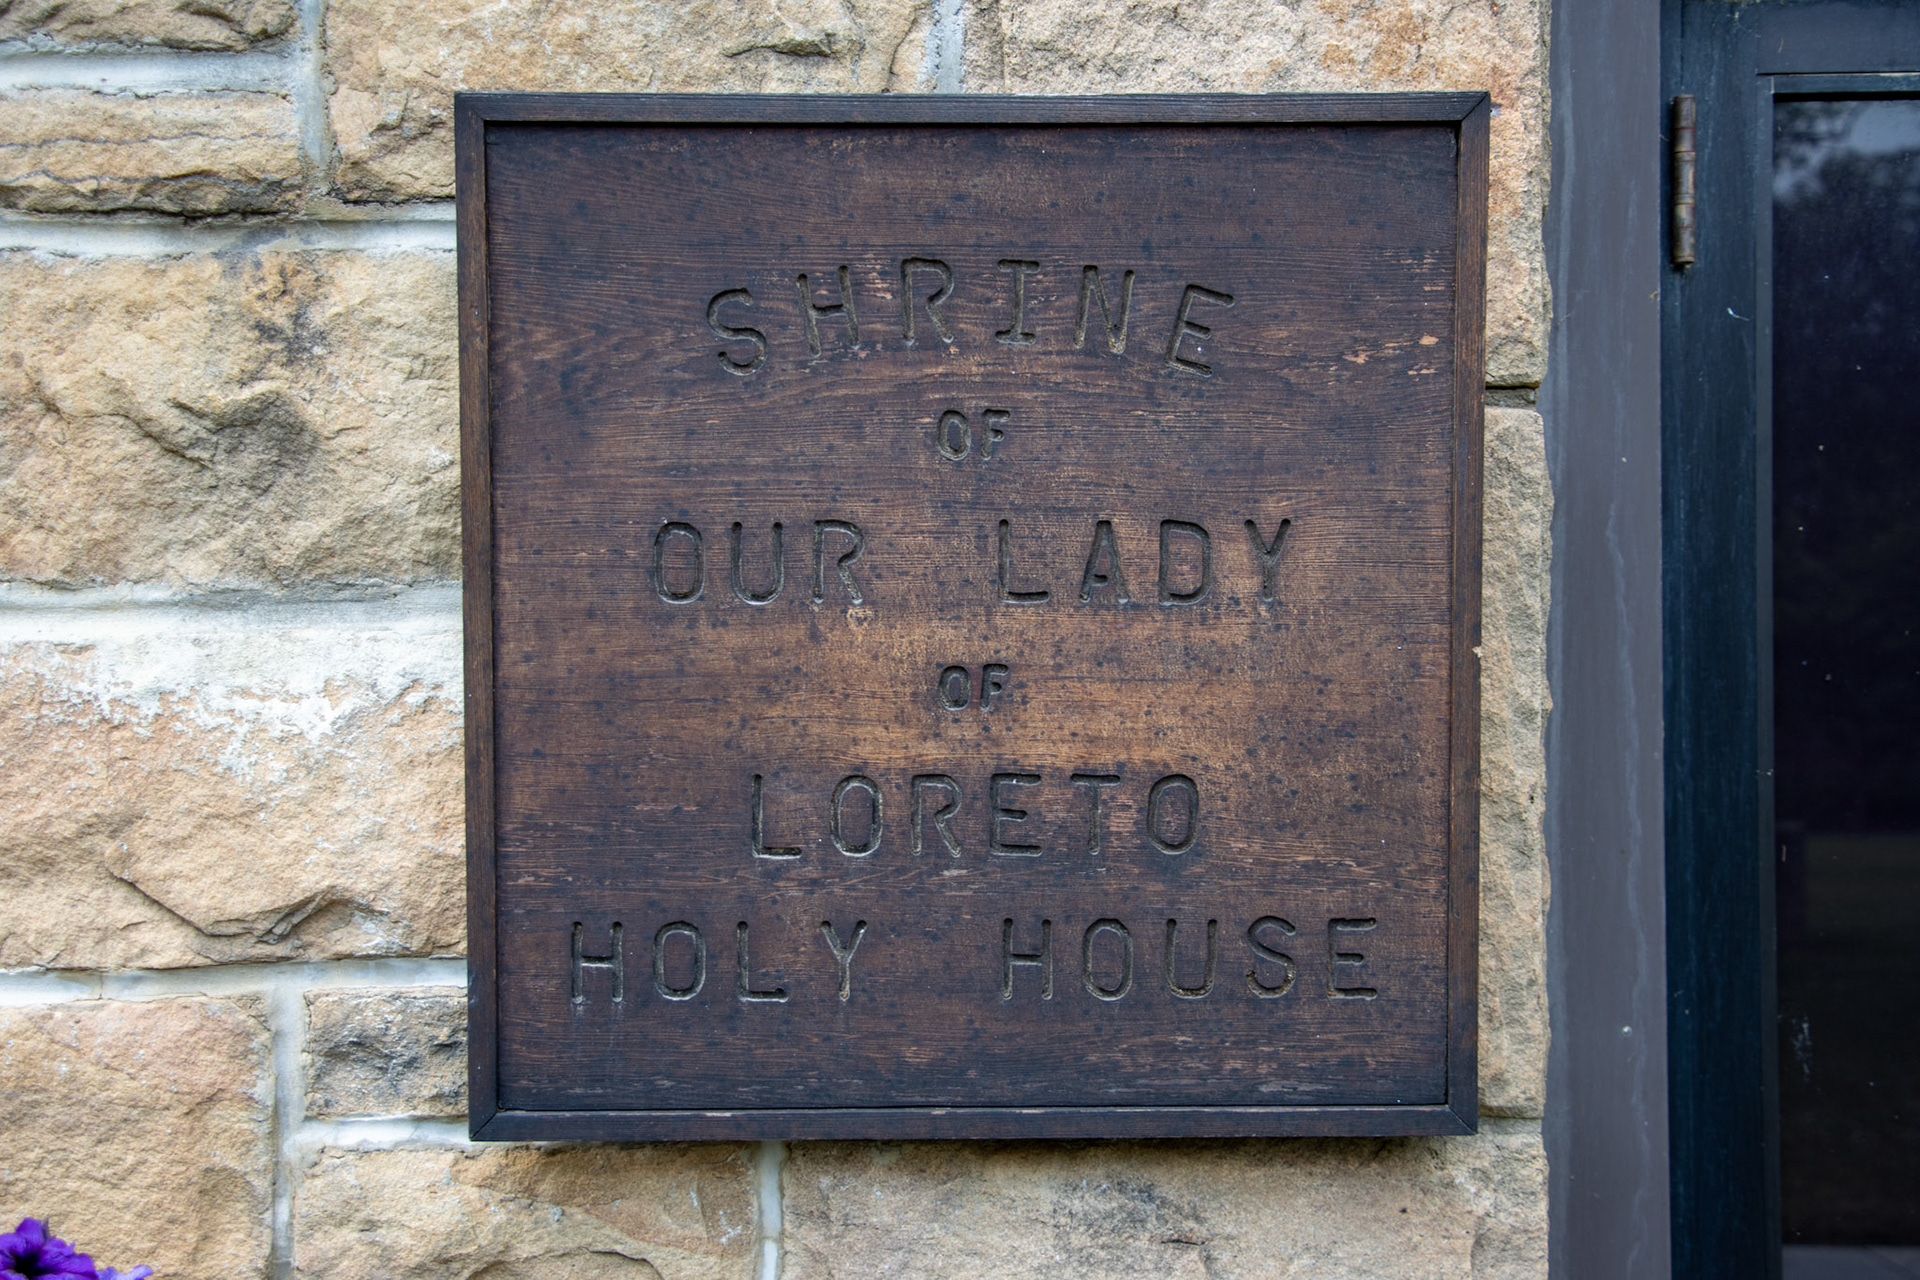 SHRINE
OF
OUR LADY
OF
LORETO
HOLY HOUSE